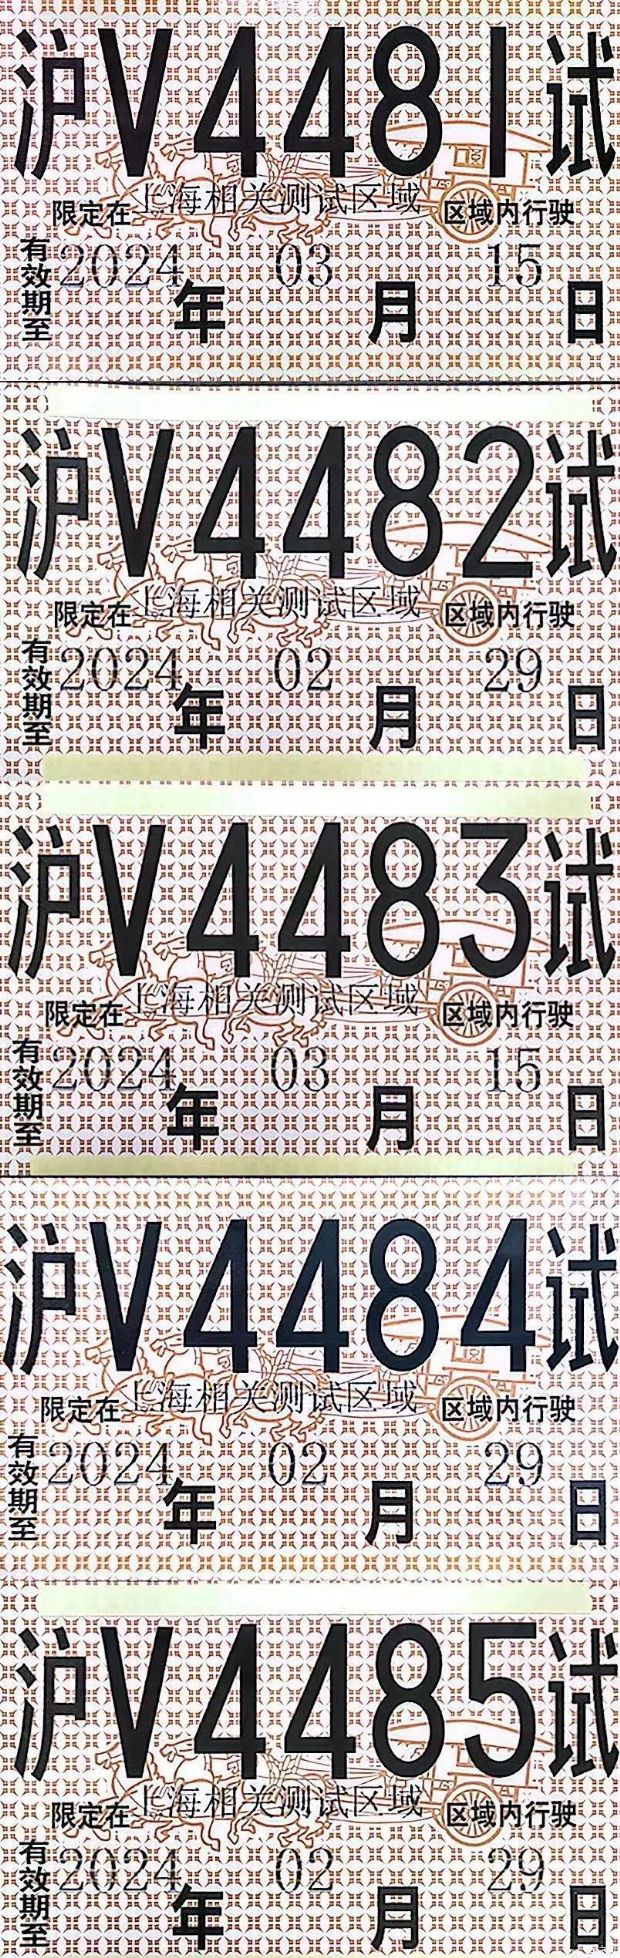 沪V4481试
限定在上海相关测试区域 区域内行驶
有效期至 2024年 03月 15日
沪V4482试
限定在上海相关测试区域 区域内行驶
有效期至 2024年 02月 29日
沪V4483试
限定在上海相关测试区域 区域内行驶
有效期至 2024年 03月 15日
沪V4484试
限定在上海相关测试区域 区域内行驶
有效期至 2024年 02月 29日
沪V4485试
限定在上海相关测试区域 区域内行驶
有效期至 2024年 02月 29日